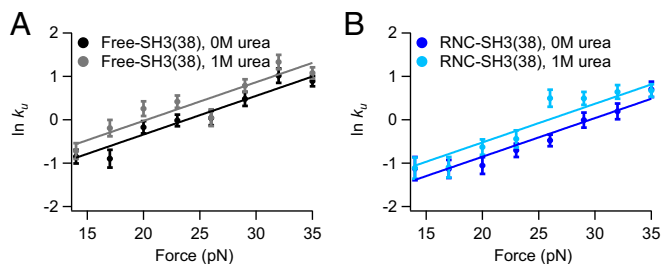 A
Free-SH3(38), 0M urea
Free-SH3(38), 1M urea
ln kᵤ
2
1
0
-1
-2
15 20 25 30 35
Force (pN)
B
RNC-SH3(38), 0M urea
RNC-SH3(38), 1M urea
ln kᵤ
2
1
0
-1
-2
15 20 25 30 35
Force (pN)